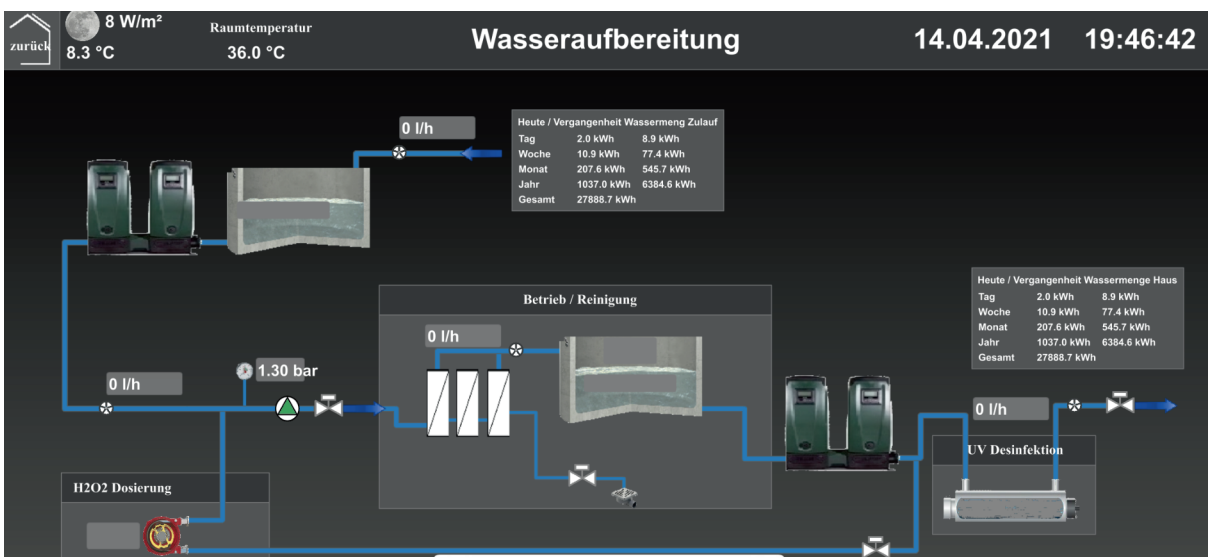 zurück
8 W/m²
8.3 °C
Raumtemperatur
36.0 °C
Wasseraufbereitung
14.04.2021 19:46:42
0 l/h
Heute / Vergangenheit Wassermeng Zulauf
Tag 2.0 kWh 8.9 kWh
Woche 10.9 kWh 77.4 kWh
Monat 207.6 kWh 545.7 kWh
Jahr 1037.0 kWh 6384.6 kWh
Gesamt 27888.7 kWh
Heute / Vergangenheit Wassermenge Haus
Tag 2.0 kWh 8.9 kWh
Woche 10.9 kWh 77.4 kWh
Monat 207.6 kWh 545.7 kWh
Jahr 1037.0 kWh 6384.6 kWh
Gesamt 27888.7 kWh
Betrieb / Reinigung
0 l/h
1.30 bar
0 l/h
0 l/h
UV Desinfektion
H2O2 Dosierung